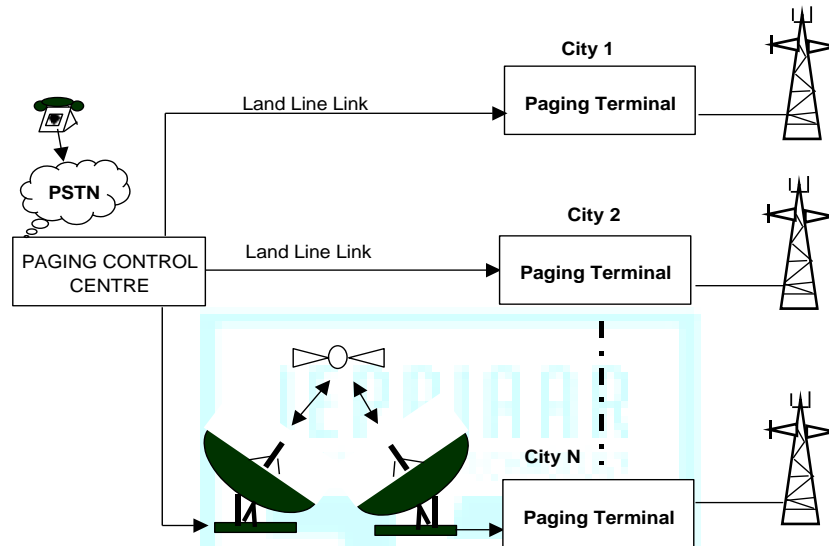 City 1
Land Line Link
Paging Terminal
PSTN
City 2
PAGING CONTROL
CENTRE
Land Line Link
Paging Terminal
JEPPIAAR
City N
Paging Terminal